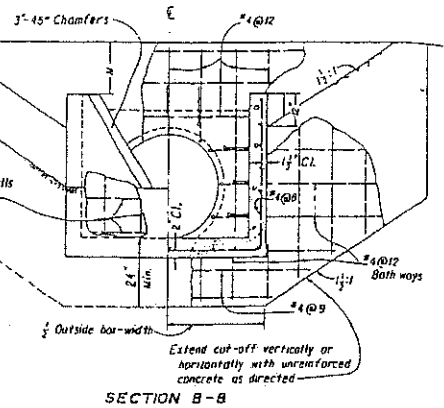 ℄
3"-45° Chamfers
#4@12
1½:1
H
12"
1½" Cl.
lls
#4@8
2" Cl.
24" Min.
#4@12
Both ways
1½:1
#4@9
½ Outside box-width
Extend cut-off vertically or
horizontally with unreinforced
concrete as directed
SECTION B-B